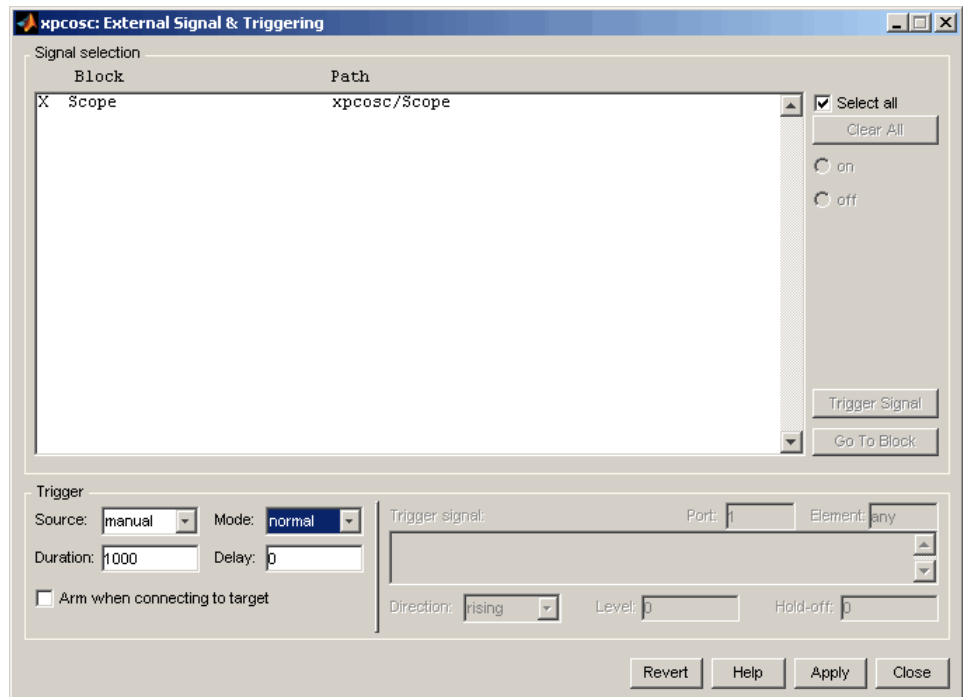 xpcosc: External Signal & Triggering
Signal selection
Block Path
X Scope xpcosc/Scope
Select all
Clear All
on
off
Trigger Signal
Go To Block
Trigger
Source: manual Mode: normal
Duration: 1000 Delay: 0
Arm when connecting to target
Trigger signal: Port: 1 Element: any
Direction: rising Level: 0 Hold-off: 0
Revert Help Apply Close